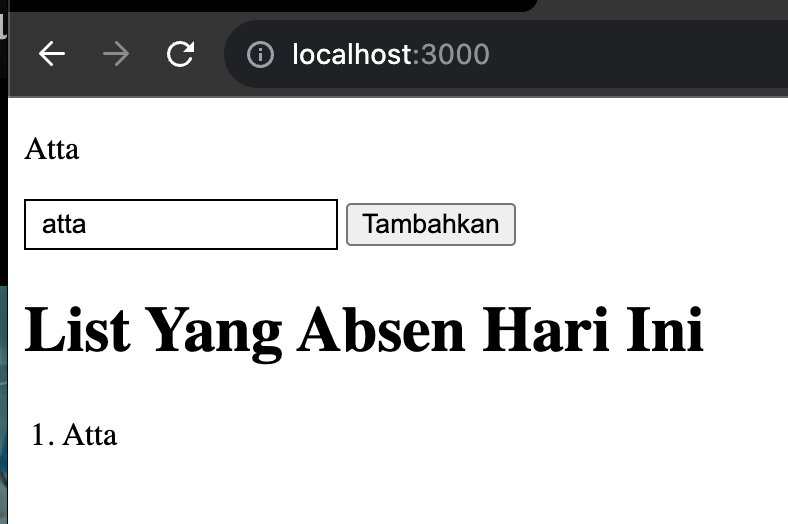 localhost:3000
Atta
atta Tambahkan
List Yang Absen Hari Ini
1. Atta